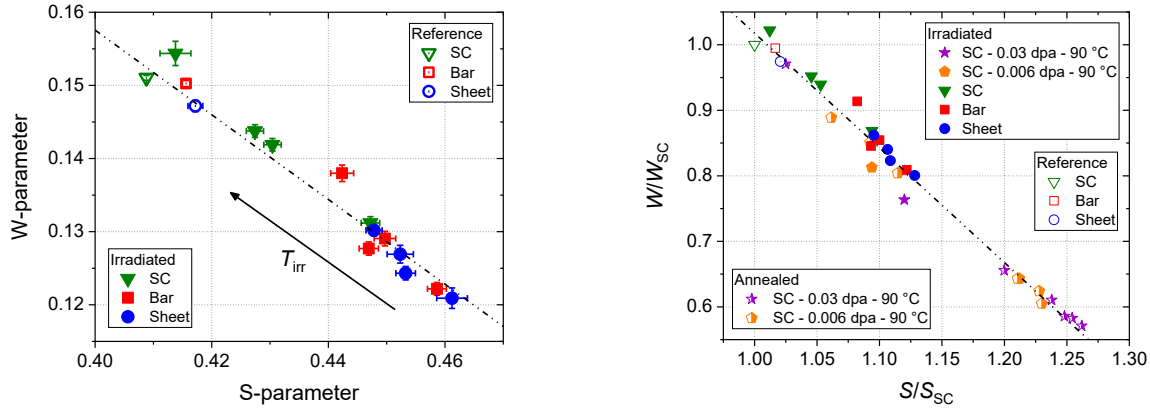 W-parameter
0.16
0.15
0.14
0.13
0.12
0.40
0.42
0.44
0.46
S-parameter
Reference
SC
Bar
Sheet
T_irr
Irradiated
SC
Bar
Sheet
W/W_SC
1.0
0.9
0.8
0.7
0.6
1.00
1.05
1.10
1.15
1.20
1.25
1.30
S/S_SC
Irradiated
SC - 0.03 dpa - 90 °C
SC - 0.006 dpa - 90 °C
SC
Bar
Sheet
Reference
SC
Bar
Sheet
Annealed
SC - 0.03 dpa - 90 °C
SC - 0.006 dpa - 90 °C